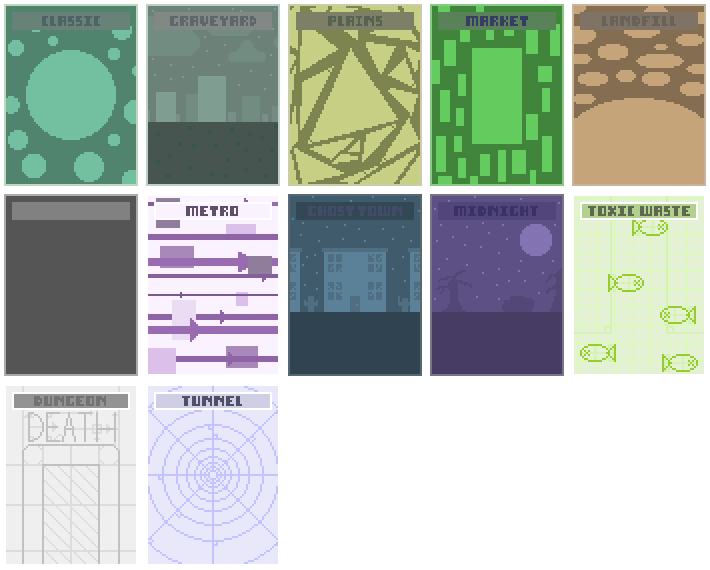 CLASSIC
GRAVEYARD
PLAINS
MARKET
LANDFILL
METRO
GHOST TOWN
MIDNIGHT
TOXIC WASTE
DUNGEON
DEATH
TUNNEL